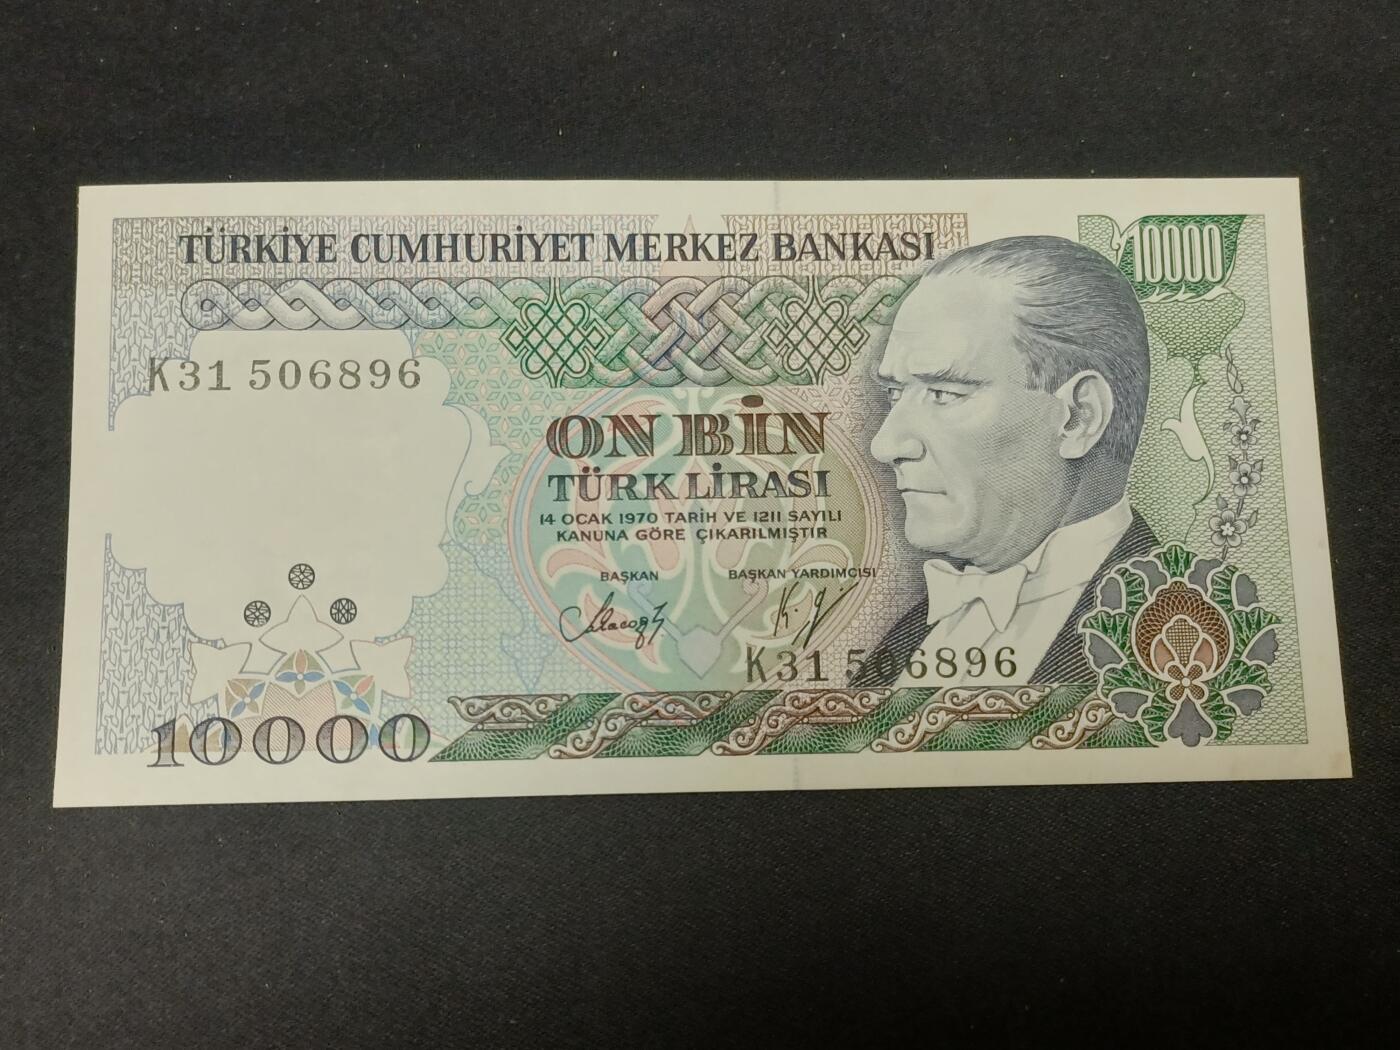 TÜRKİYE CUMHURİYET MERKEZ BANKASI
10000
K31 506896
ON BİN
TÜRK LİRASI
14 OCAK 1970 TARİH VE 1211 SAYILI
KANUNA GÖRE ÇIKARILMIŞTIR
BAŞKAN BAŞKAN YARDIMCISI
K31 506896
10000